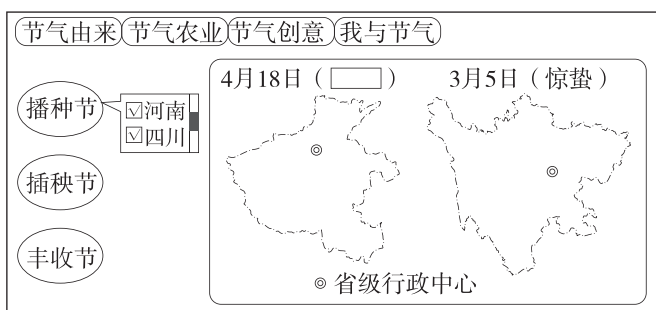 节气由来 节气农业 节气创意 我与节气
4月18日（ ） 3月5日（惊蛰）
播种节
☑河南
☑四川
插秧节
丰收节
◎ 省级行政中心